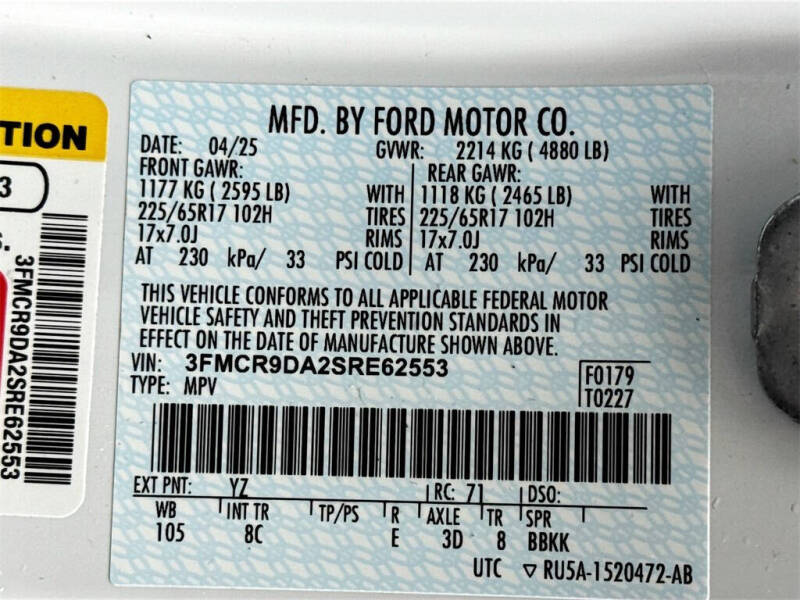 TION
3
3FMCR9DA2SRE62553
MFD. BY FORD MOTOR CO.
DATE: 04/25 GVWR: 2214 KG ( 4880 LB)
FRONT GAWR: REAR GAWR:
1177 KG ( 2595 LB) WITH 1118 KG ( 2465 LB) WITH
225/65R17 102H TIRES 225/65R17 102H TIRES
17x7.0J RIMS 17x7.0J RIMS
AT 230 kPa/ 33 PSI COLD AT 230 kPa/ 33 PSI COLD
THIS VEHICLE CONFORMS TO ALL APPLICABLE FEDERAL MOTOR
VEHICLE SAFETY AND THEFT PREVENTION STANDARDS IN
EFFECT ON THE DATE OF MANUFACTURE SHOWN ABOVE.
VIN: 3FMCR9DA2SRE62553 F0179
TYPE: MPV T0227
EXT PNT: YZ RC: 71 DSO:
WB INT TR TP/PS R AXLE TR SPR
105 8C E 3D 8 BBKK
UTC ▽ RU5A-1520472-AB